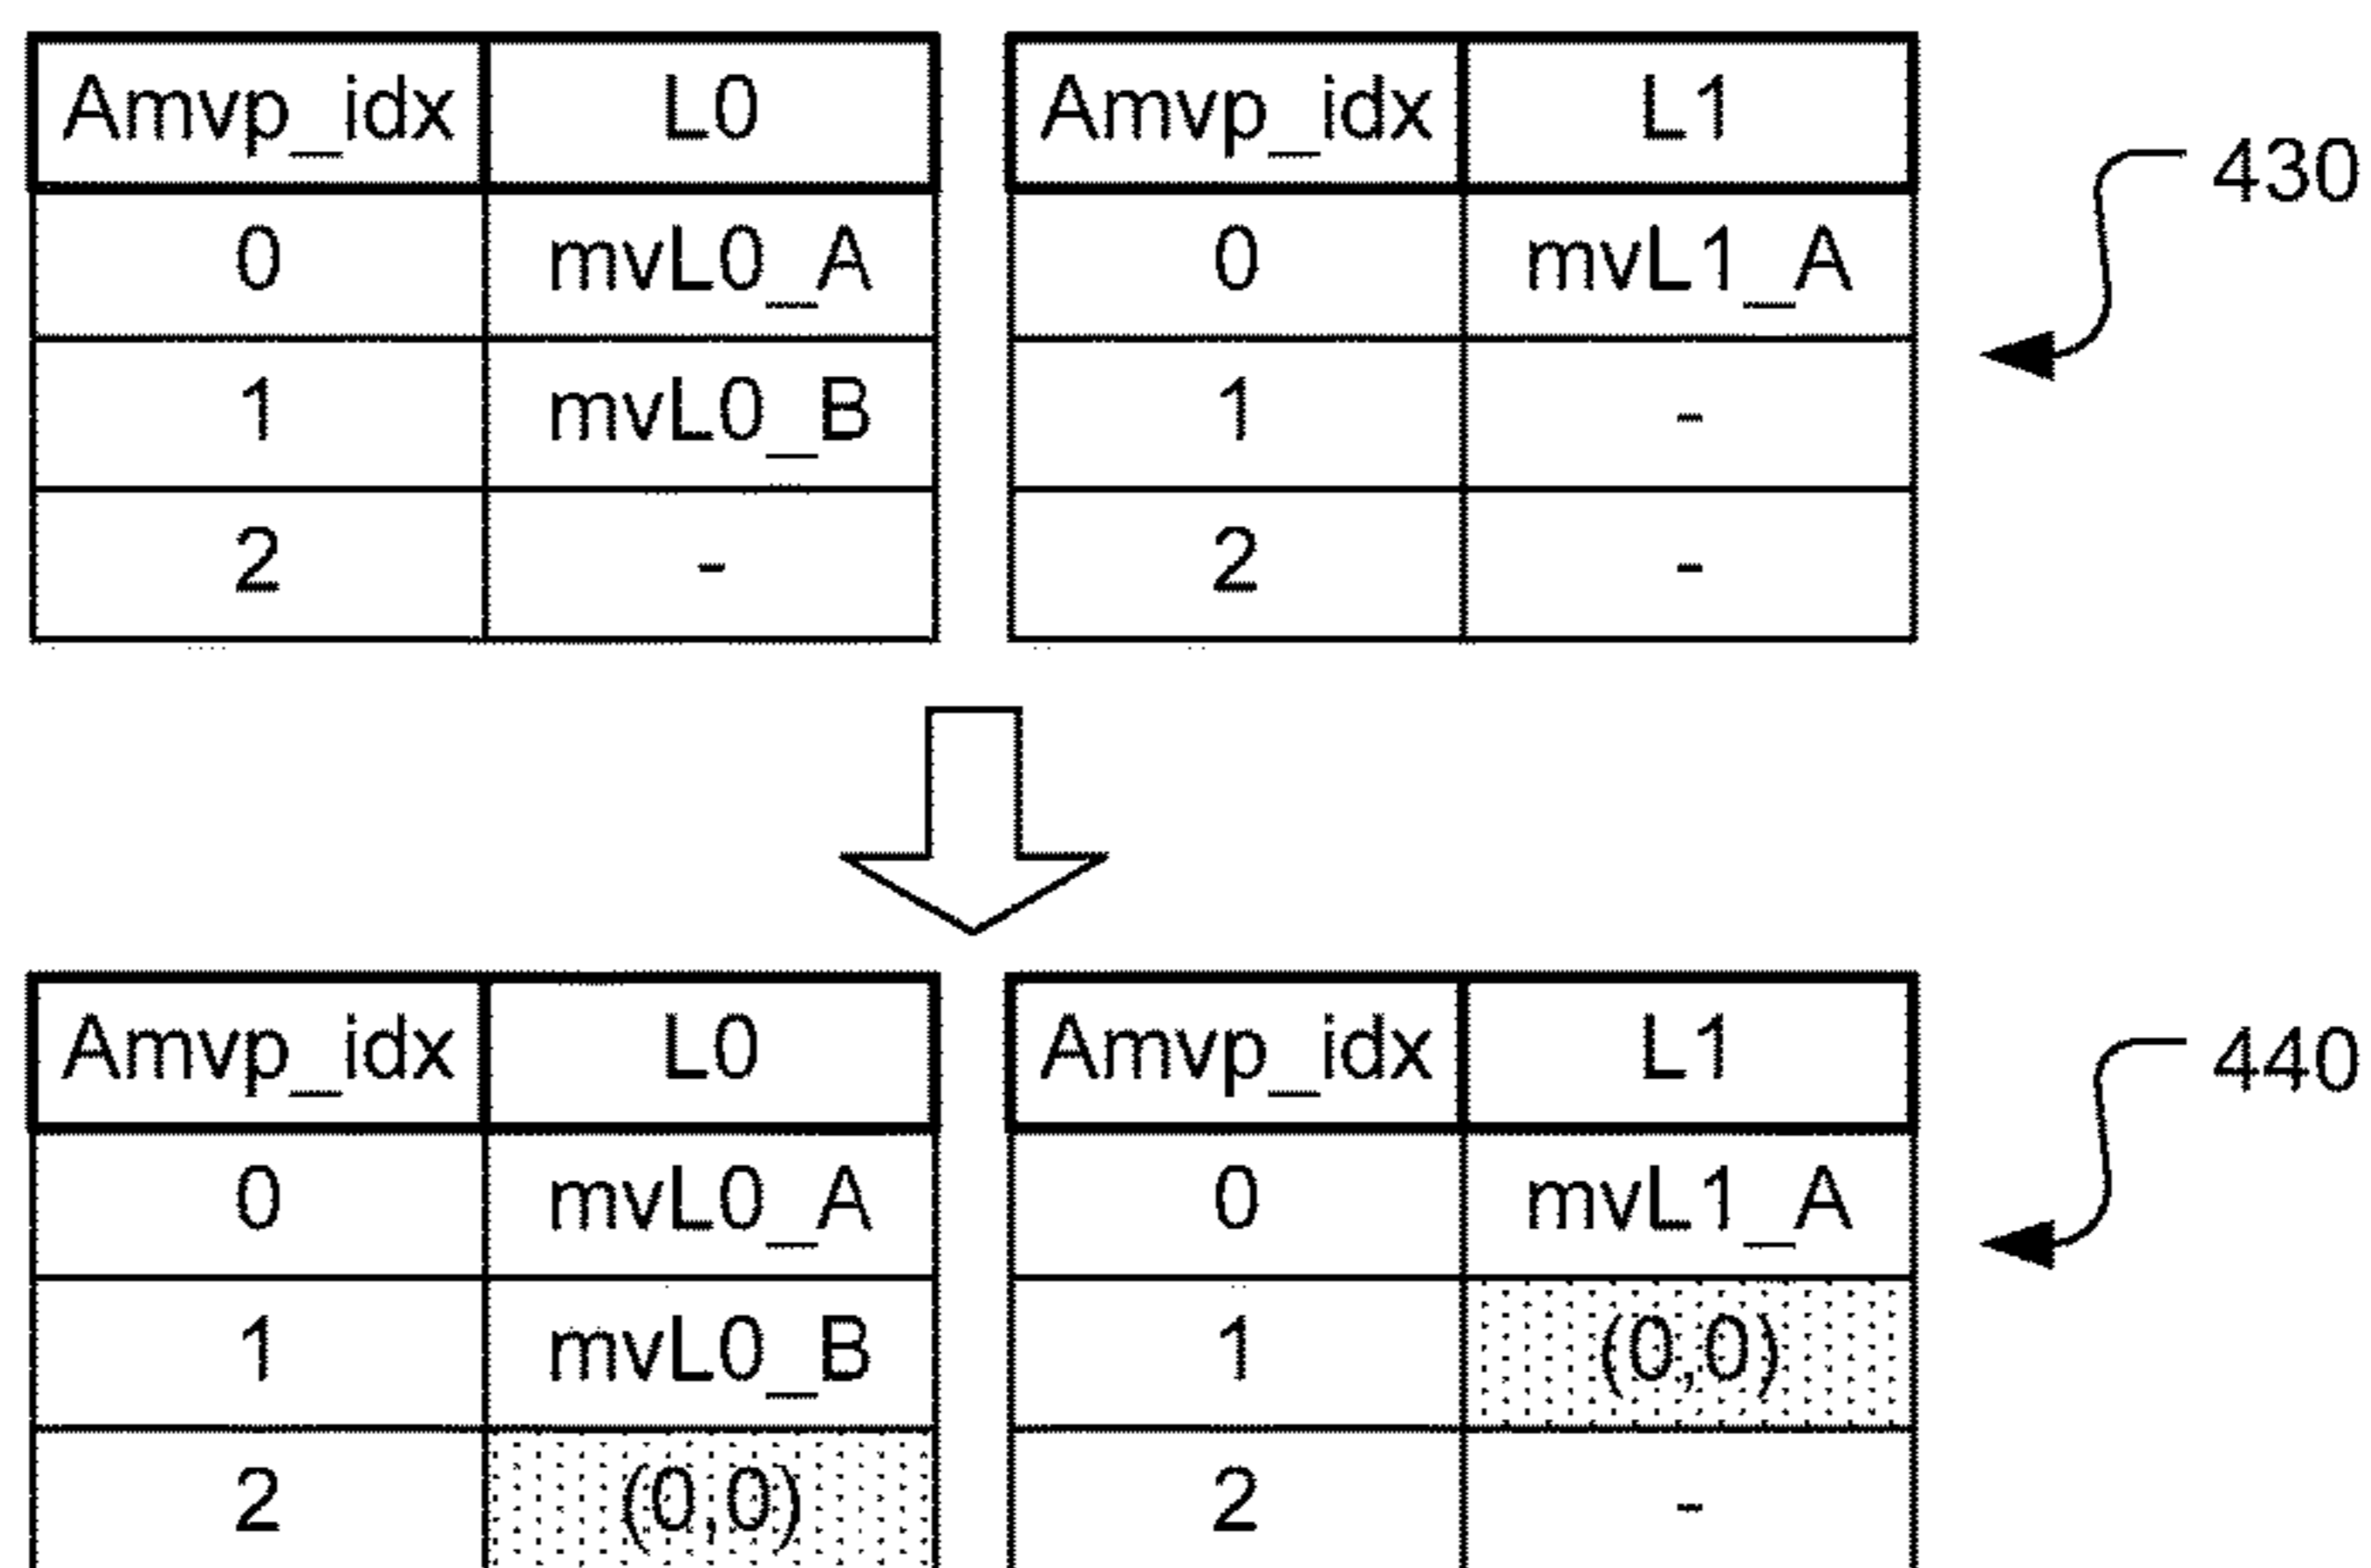 Amvp_idx L0 Amvp_idx L1
430
0 mvL0_A 0 mvL1_A
1 mvL0_B 1 -
2 - 2 -
Amvp_idx L0 Amvp_idx L1
440
0 mvL0_A 0 mvL1_A
1 mvL0_B 1 (0,0)
2 (0,0) 2 -